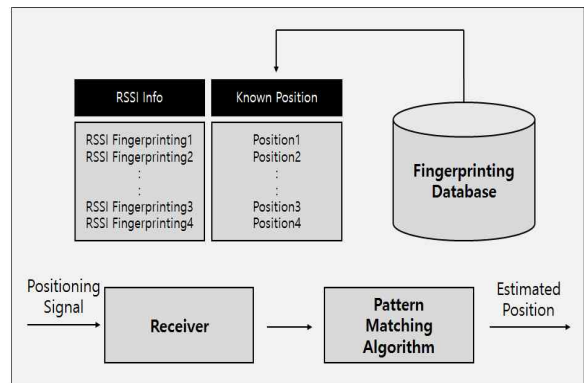 RSSI Info
Known Position
RSSI Fingerprinting1
RSSI Fingerprinting2
:
:
RSSI Fingerprinting3
RSSI Fingerprinting4
Position1
Position2
:
:
Position3
Position4
Fingerprinting
Database
Positioning
Signal
Receiver
Pattern
Matching
Algorithm
Estimated
Position